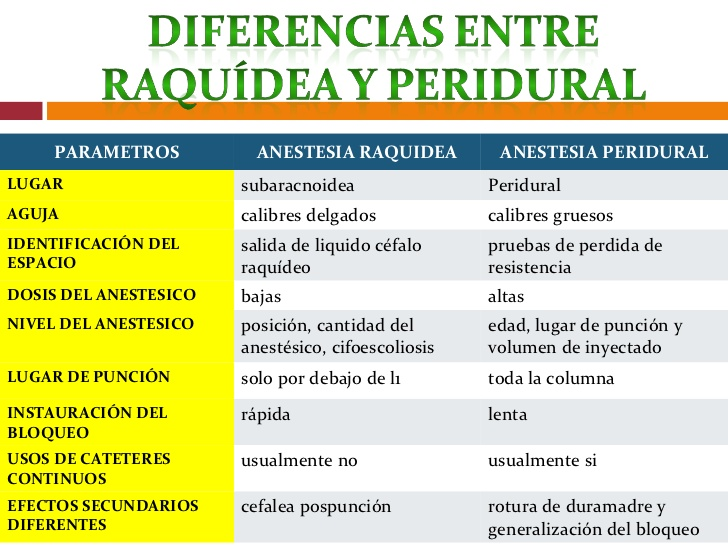 DIFERENCIAS ENTRE
RAQUÍDEA Y PERIDURAL
PARAMETROS ANESTESIA RAQUIDEA ANESTESIA PERIDURAL
LUGAR subaracnoidea Peridural
AGUJA calibres delgados calibres gruesos
IDENTIFICACIÓN DEL salida de liquido céfalo pruebas de perdida de
ESPACIO raquídeo resistencia
DOSIS DEL ANESTESICO bajas altas
NIVEL DEL ANESTESICO posición, cantidad del edad, lugar de punción y
anestésico, cifoescoliosis volumen de inyectado
LUGAR DE PUNCIÓN solo por debajo de l1 toda la columna
INSTAURACIÓN DEL rápida lenta
BLOQUEO
USOS DE CATETERES usualmente no usualmente si
CONTINUOS
EFECTOS SECUNDARIOS cefalea pospunción rotura de duramadre y
DIFERENTES generalización del bloqueo